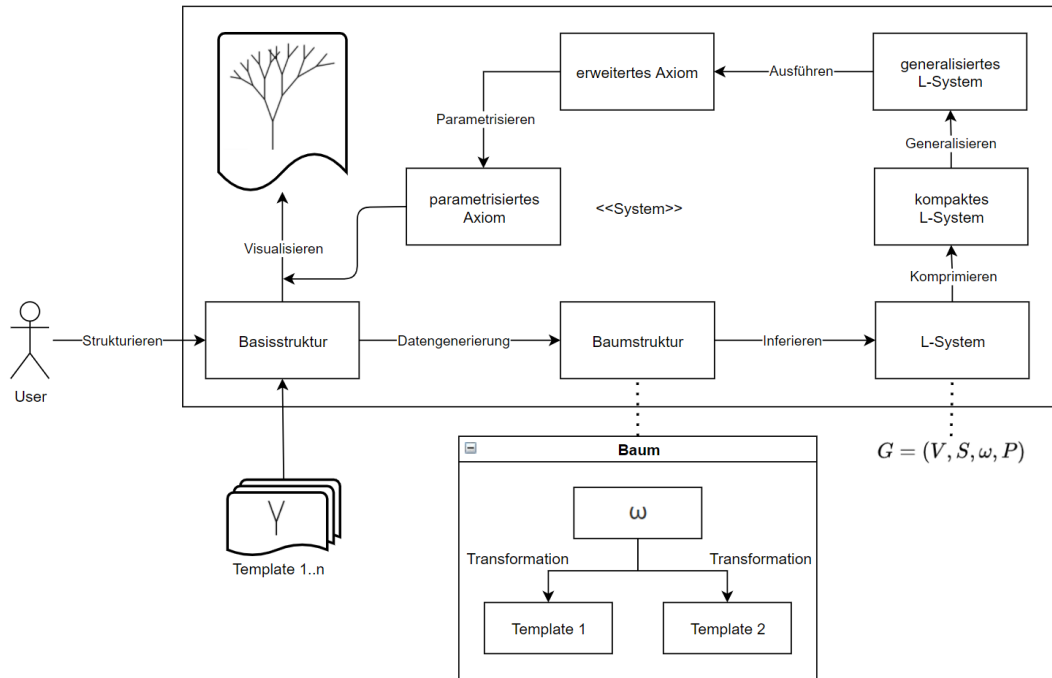 erweitertes Axiom
Ausführen
generalisiertes
L-System
Parametrisieren
Generalisieren
parametrisiertes
Axiom
<<System>>
kompaktes
L-System
Visualisieren
Komprimieren
User
Strukturieren
Basisstruktur
Datengenerierung
Baumstruktur
Inferieren
L-System
Template 1..n
Baum
G = (V, S, ω, P)
ω
Transformation
Transformation
Template 1
Template 2